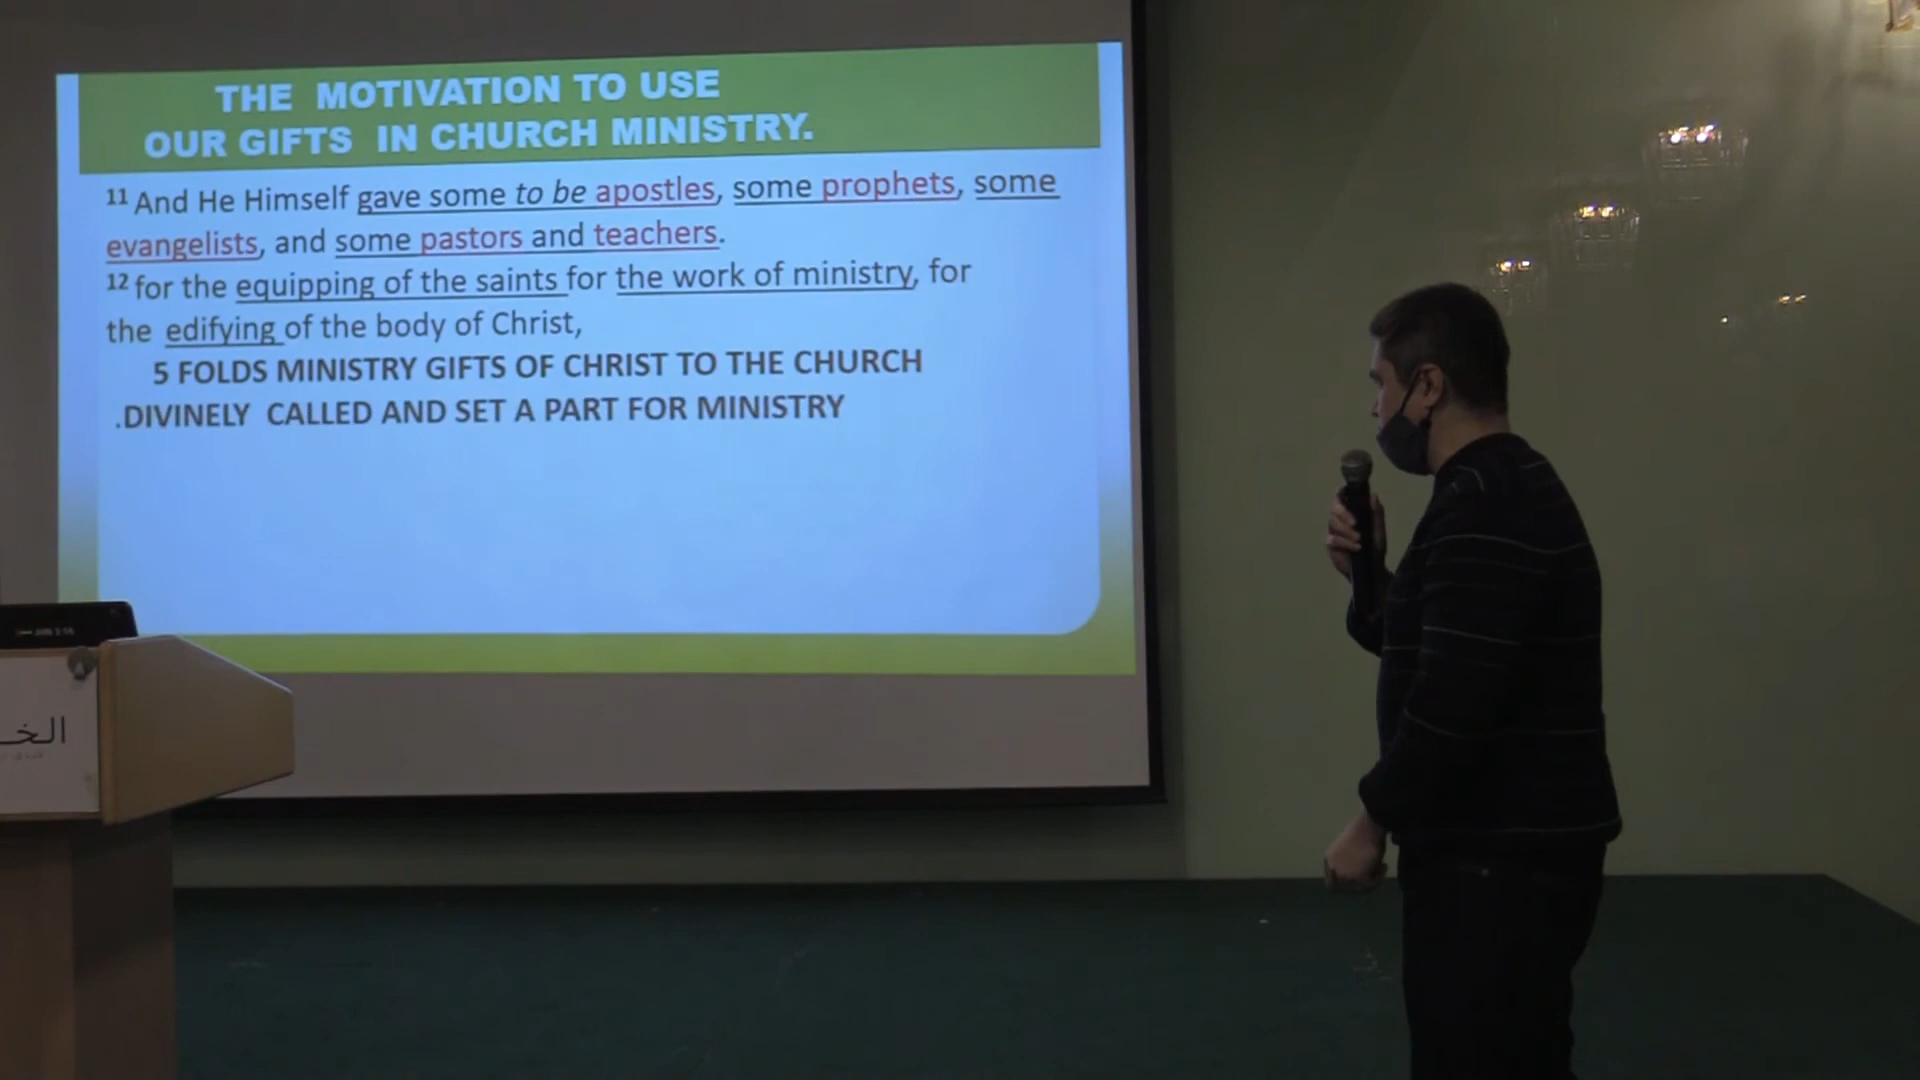 THE MOTIVATION TO USE
OUR GIFTS IN CHURCH MINISTRY.
11 And He Himself gave some to be apostles, some prophets, some
evangelists, and some pastors and teachers.
12 for the equipping of the saints for the work of ministry, for
the edifying of the body of Christ,
5 FOLDS MINISTRY GIFTS OF CHRIST TO THE CHURCH
.DIVINELY CALLED AND SET A PART FOR MINISTRY